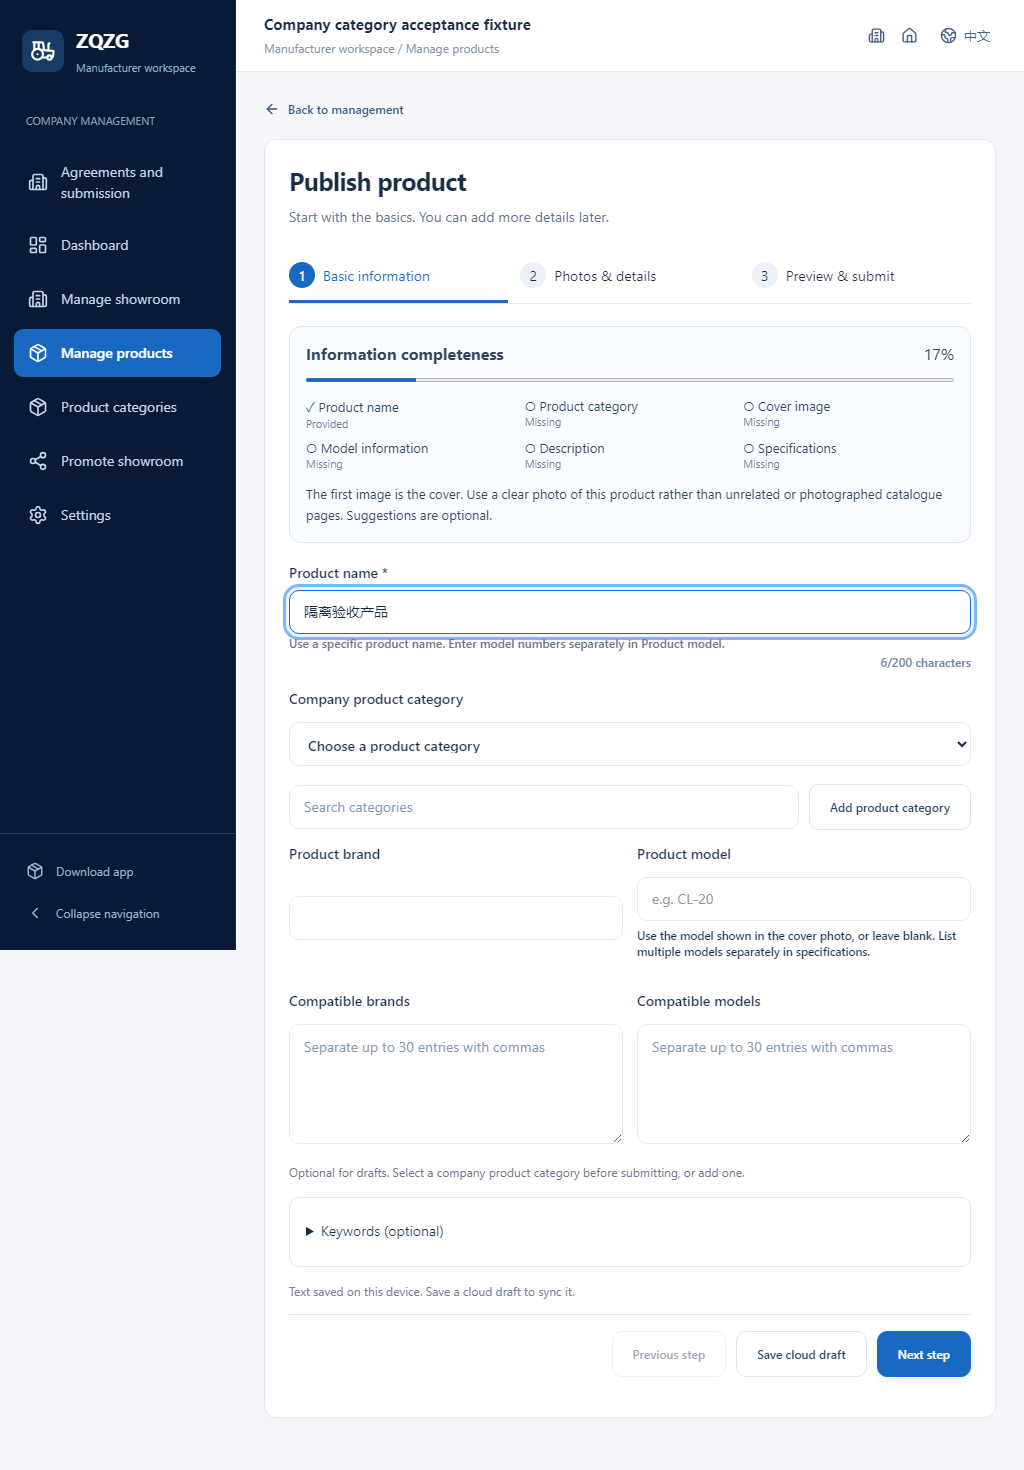 ZQZG
Manufacturer workspace
COMPANY MANAGEMENT
Agreements and
submission
Dashboard
Manage showroom
Manage products
Product categories
Promote showroom
Settings
Download app
Collapse navigation
Company category acceptance fixture
Manufacturer workspace / Manage products
中文
Back to management
Publish product
Start with the basics. You can add more details later.
1 Basic information
2 Photos & details
3 Preview & submit
Information completeness 17%
✓ Product name
Provided
○ Product category
Missing
○ Cover image
Missing
○ Model information
Missing
○ Description
Missing
○ Specifications
Missing
The first image is the cover. Use a clear photo of this product rather than unrelated or photographed catalogue
pages. Suggestions are optional.
Product name *
隔离验收产品
Use a specific product name. Enter model numbers separately in Product model.
6/200 characters
Company product category
Choose a product category
Search categories
Add product category
Product brand
Product model
e.g. CL-20
Use the model shown in the cover photo, or leave blank. List
multiple models separately in specifications.
Compatible brands
Separate up to 30 entries with commas
Compatible models
Separate up to 30 entries with commas
Optional for drafts. Select a company product category before submitting, or add one.
▶ Keywords (optional)
Text saved on this device. Save a cloud draft to sync it.
Previous step
Save cloud draft
Next step